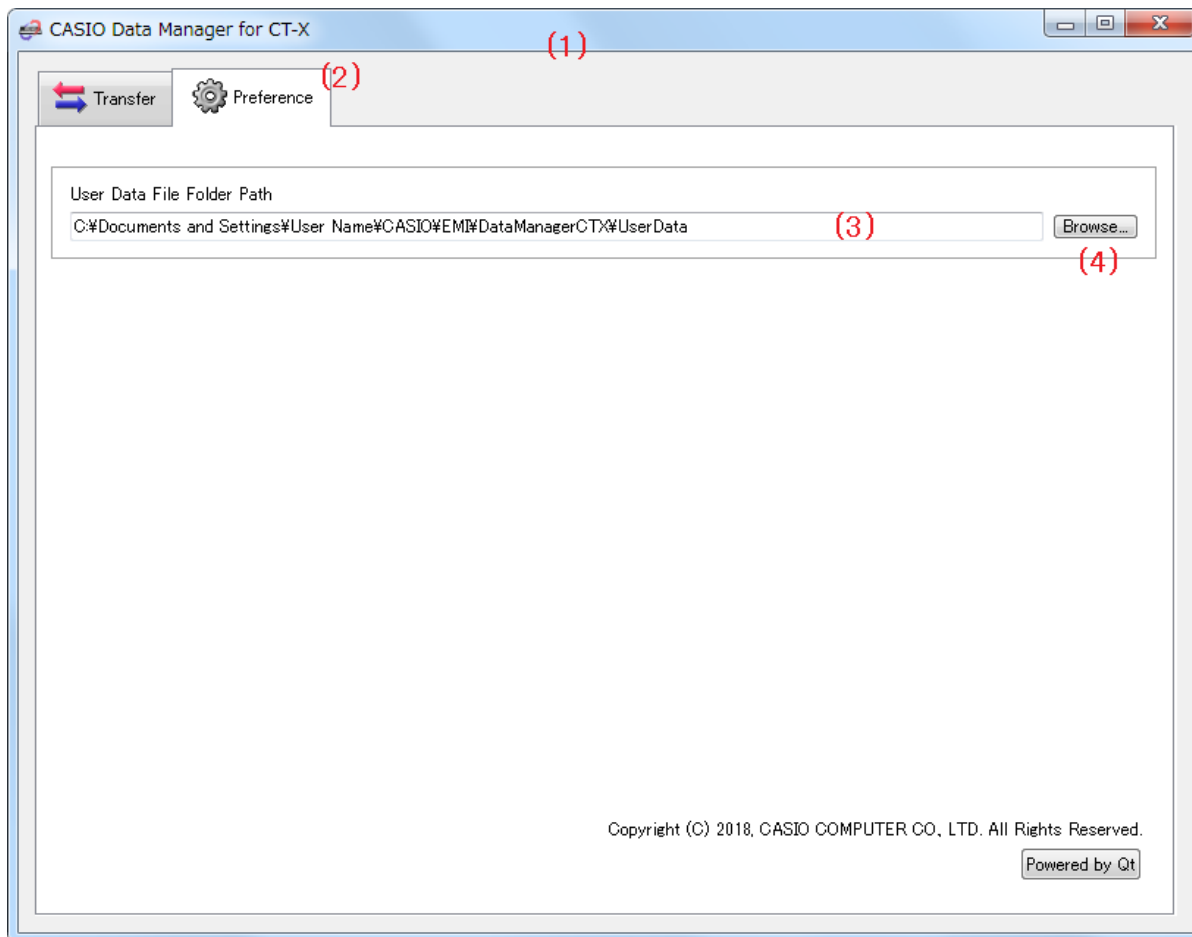 CASIO Data Manager for CT-X
(1)
Transfer
Preference
(2)
User Data File Folder Path
C:¥Documents and Settings¥User Name¥CASIO¥EMI¥DataManagerCTX¥UserData
(3)
Browse...
(4)
Copyright (C) 2018, CASIO COMPUTER CO., LTD. All Rights Reserved.
Powered by Qt